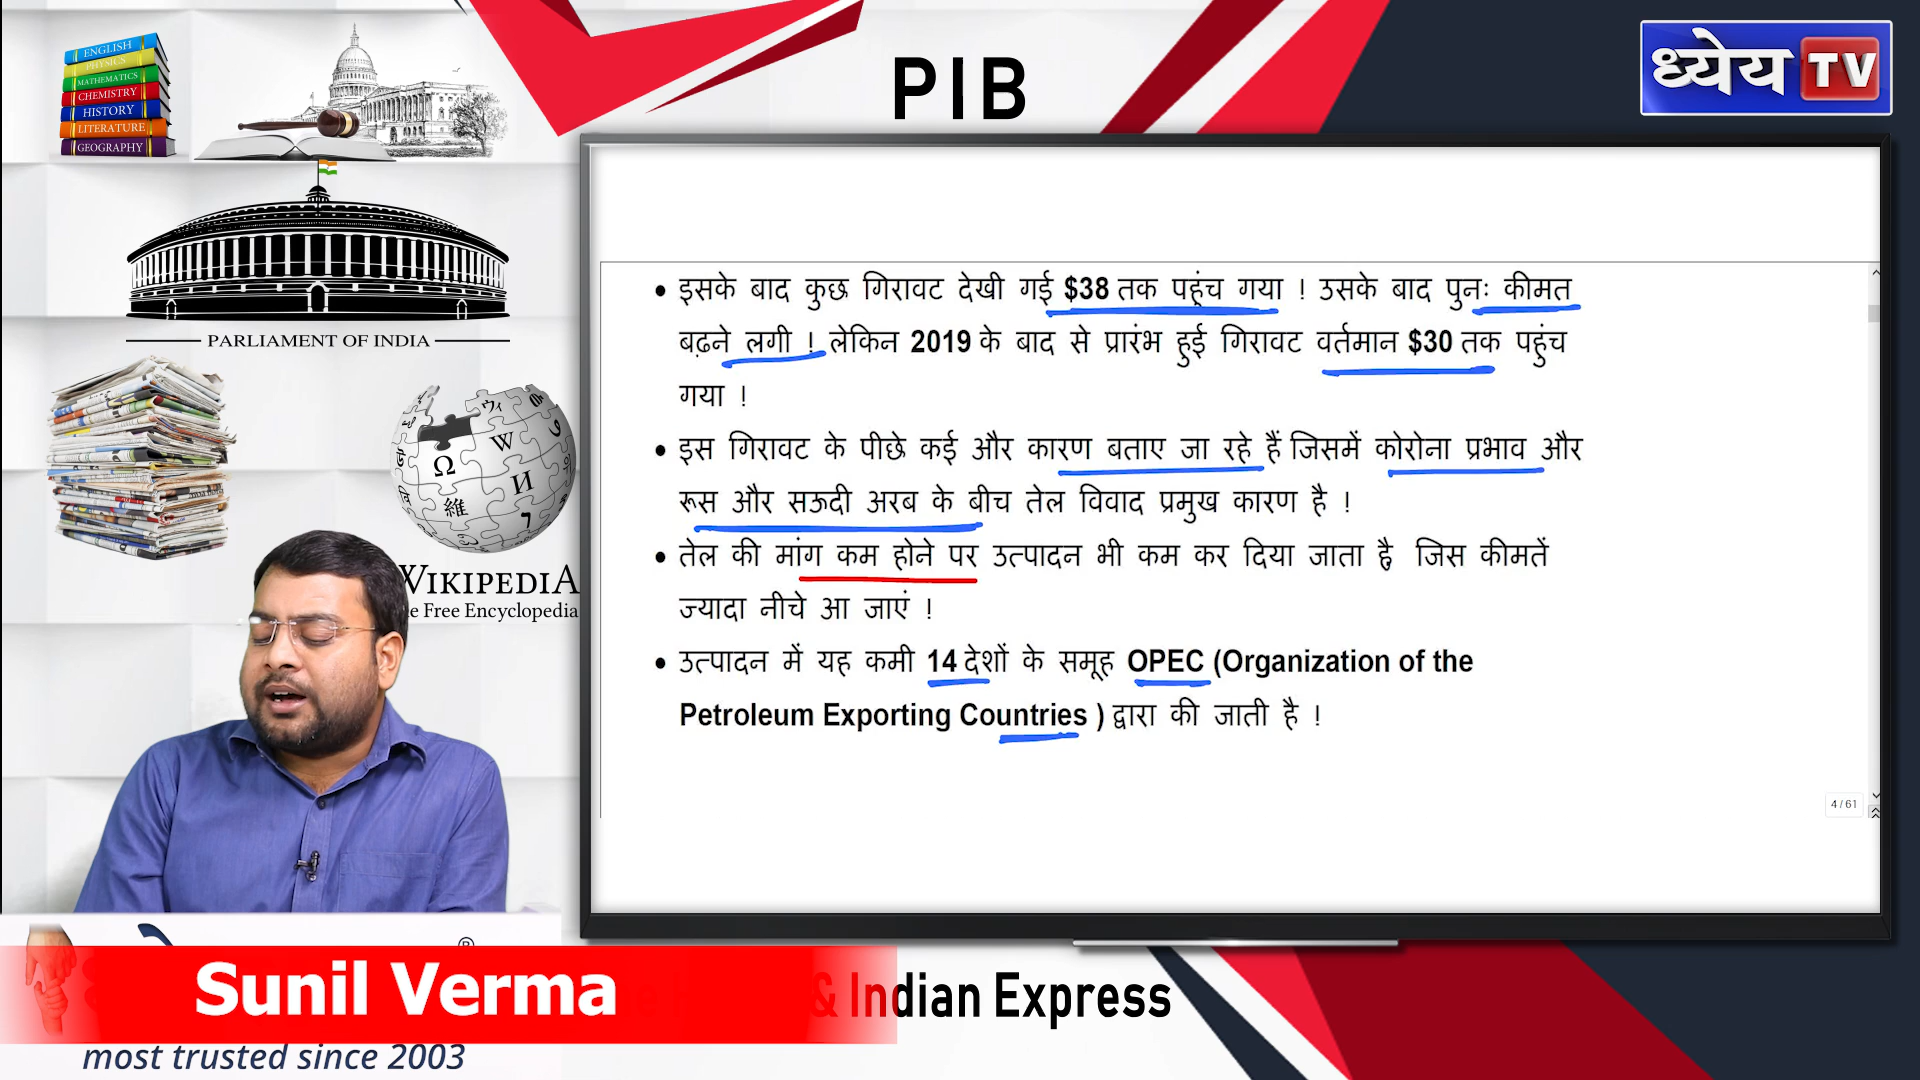 ENGLISH
PHYSICS
MATHEMATICS
CHEMISTRY
HISTORY
LITERATURE
GEOGRAPHY
PIB
ध्येय TV
PARLIAMENT OF INDIA
इसके बाद कुछ गिरावट देखी गई $38 तक पहुंच गया ! उसके बाद पुनः कीमत
बढ़ने लगी ! लेकिन 2019 के बाद से प्रारंभ हुई गिरावट वर्तमान $30 तक पहुंच
गया !
इस गिरावट के पीछे कई और कारण बताए जा रहे हैं जिसमें कोरोना प्रभाव और
रूस और सऊदी अरब के बीच तेल विवाद प्रमुख कारण है !
तेल की मांग कम होने पर उत्पादन भी कम कर दिया जाता है जिस कीमतें
ज्यादा नीचे आ जाएं !
उत्पादन में यह कमी 14 देशों के समूह OPEC (Organization of the
Petroleum Exporting Countries ) द्वारा की जाती है !
4 / 61
Ω W И 維
WIKIPEDIA
e Free Encyclopedia
Sunil Verma
& Indian Express
most trusted since 2003